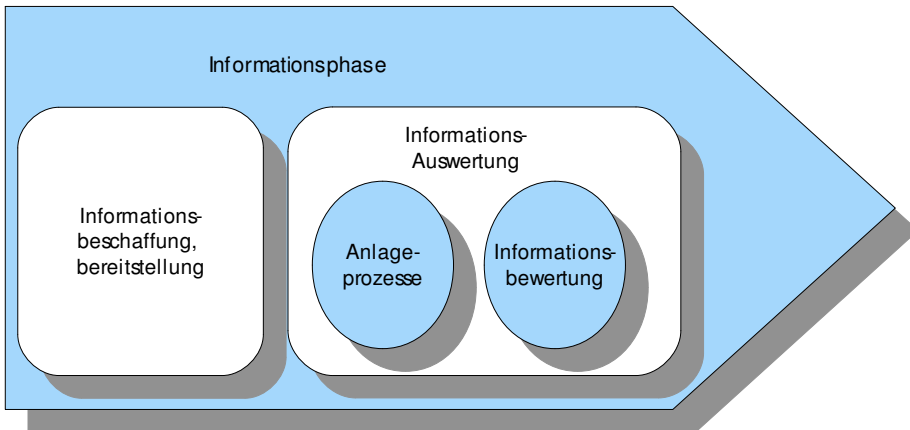 Informationsphase
Informations-
beschaffung,
bereitstellung
Informations-
Auswertung
Anlage-
prozesse
Informations-
bewertung